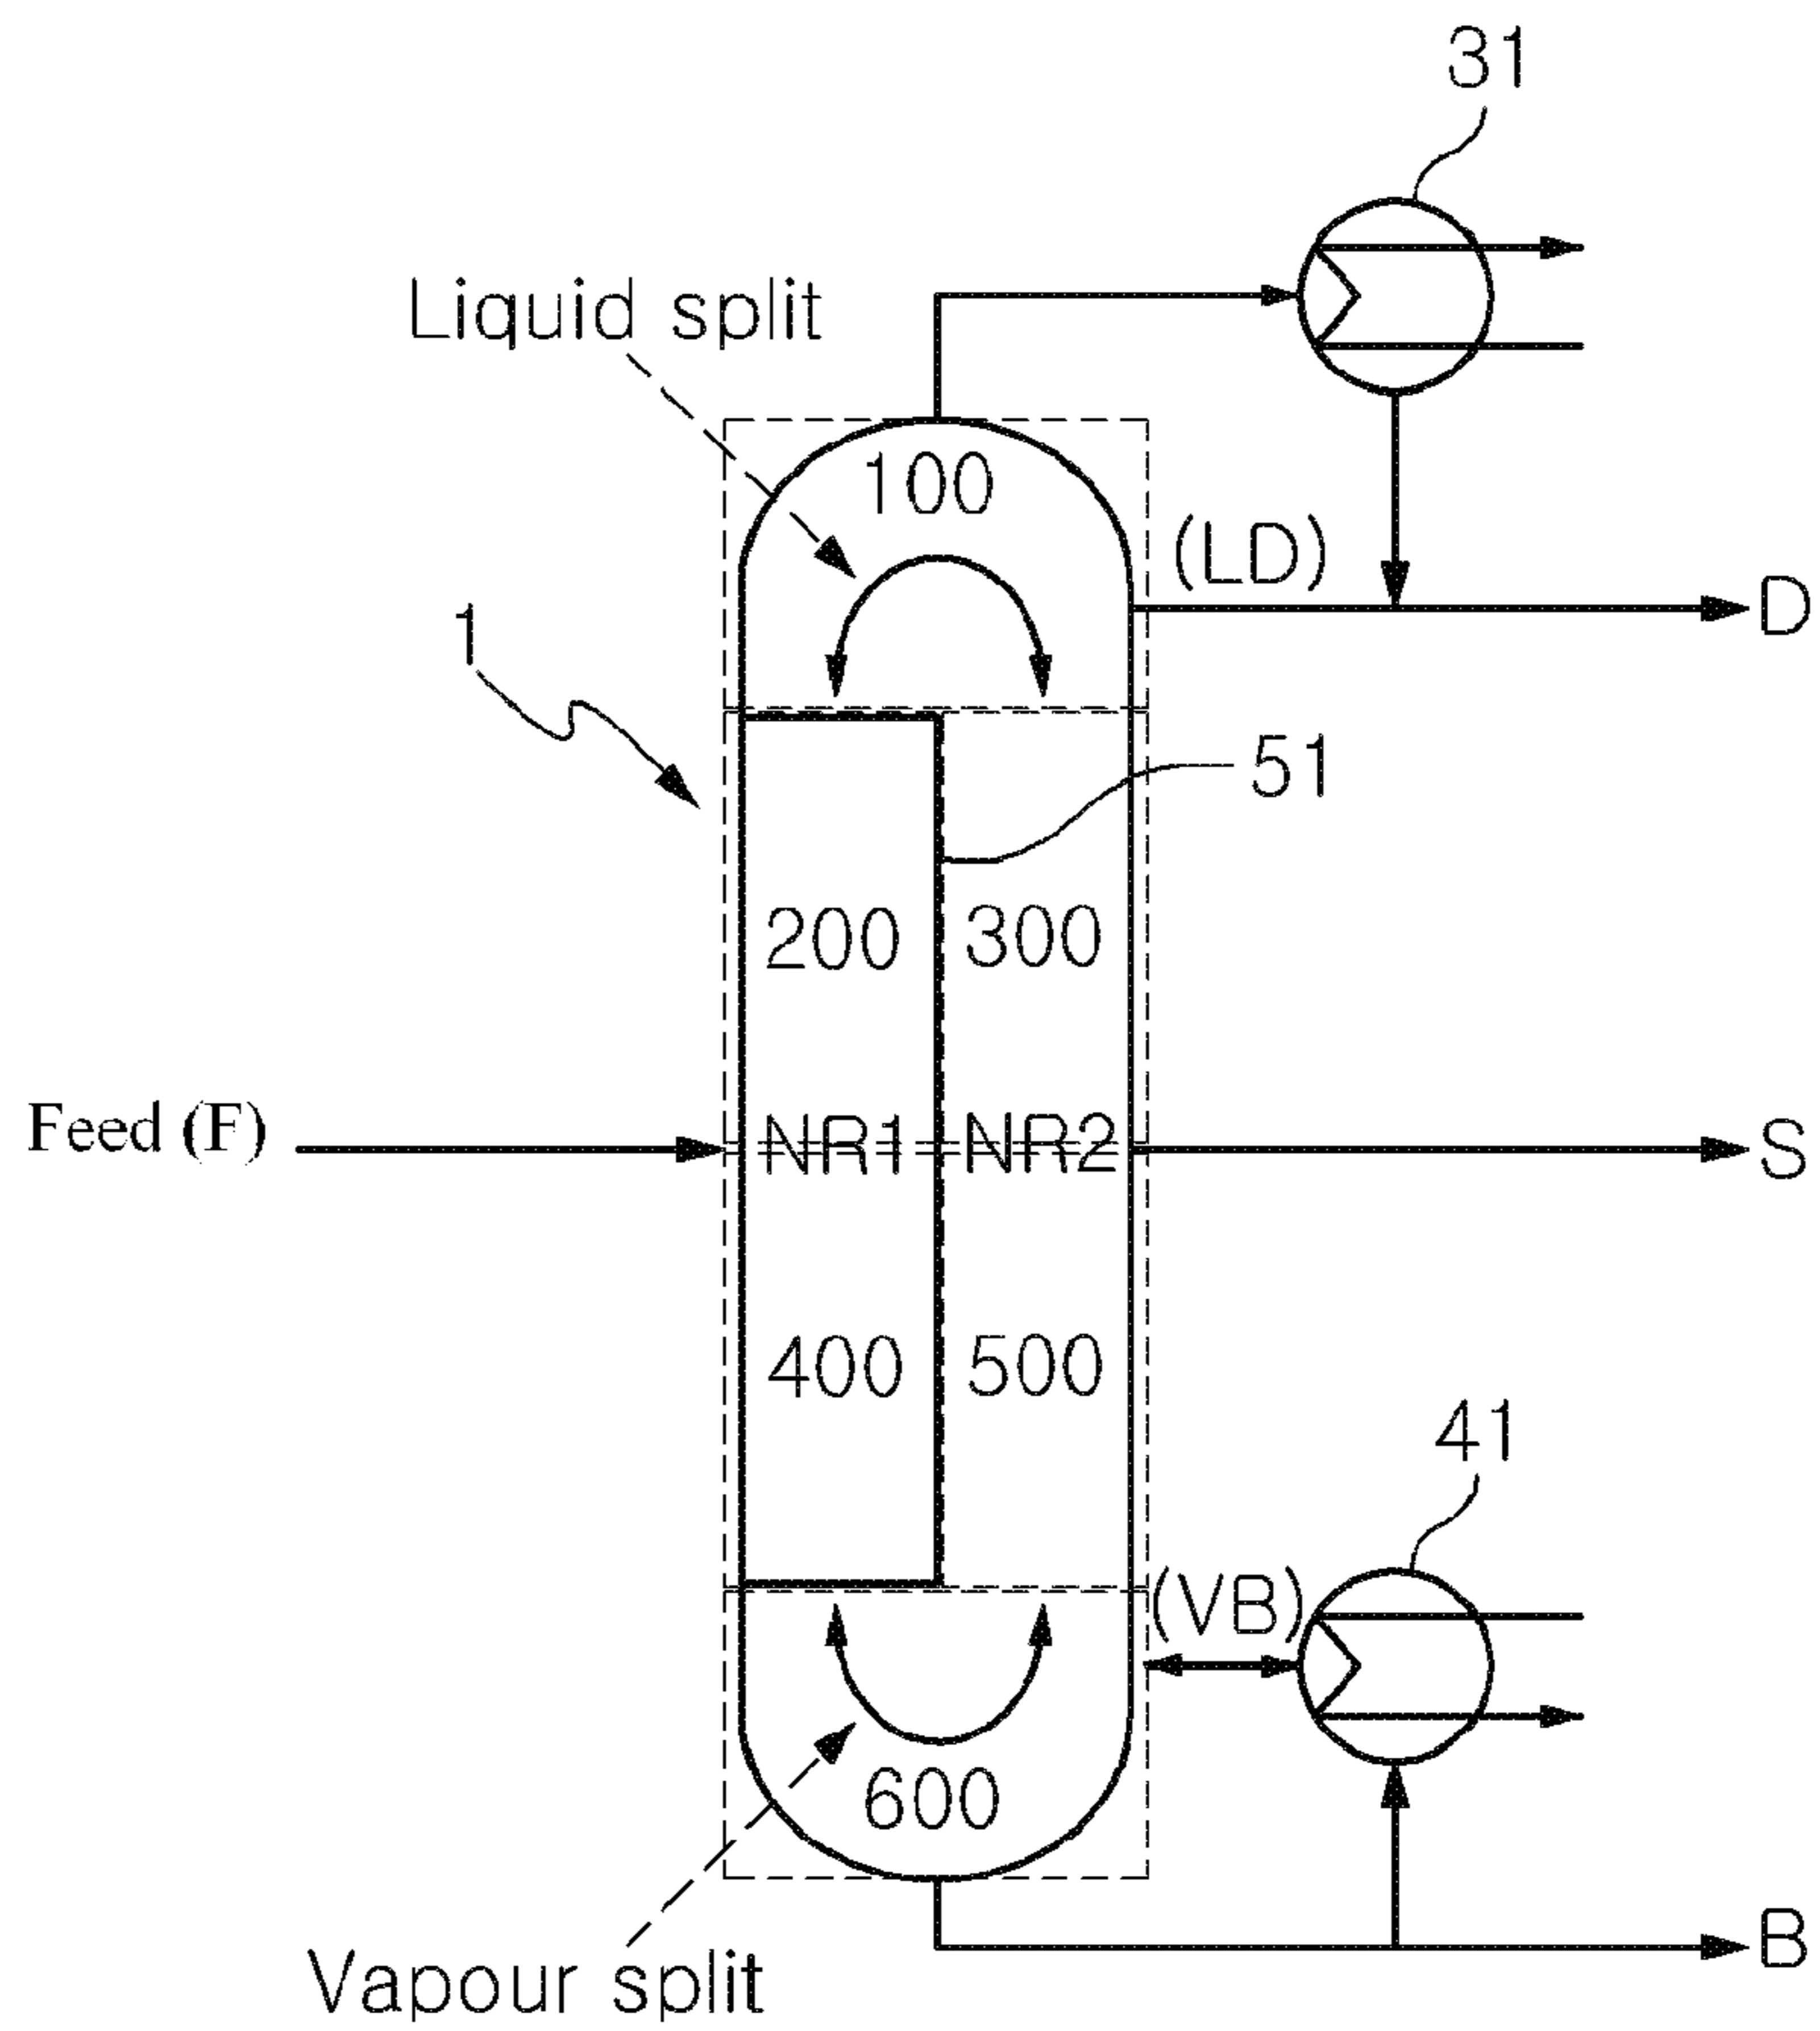 31
Liquid split
100
(LD)
D
1
51
200
300
Feed (F)
NR1
NR2
S
400
500
41
(VB)
600
Vapour split
B